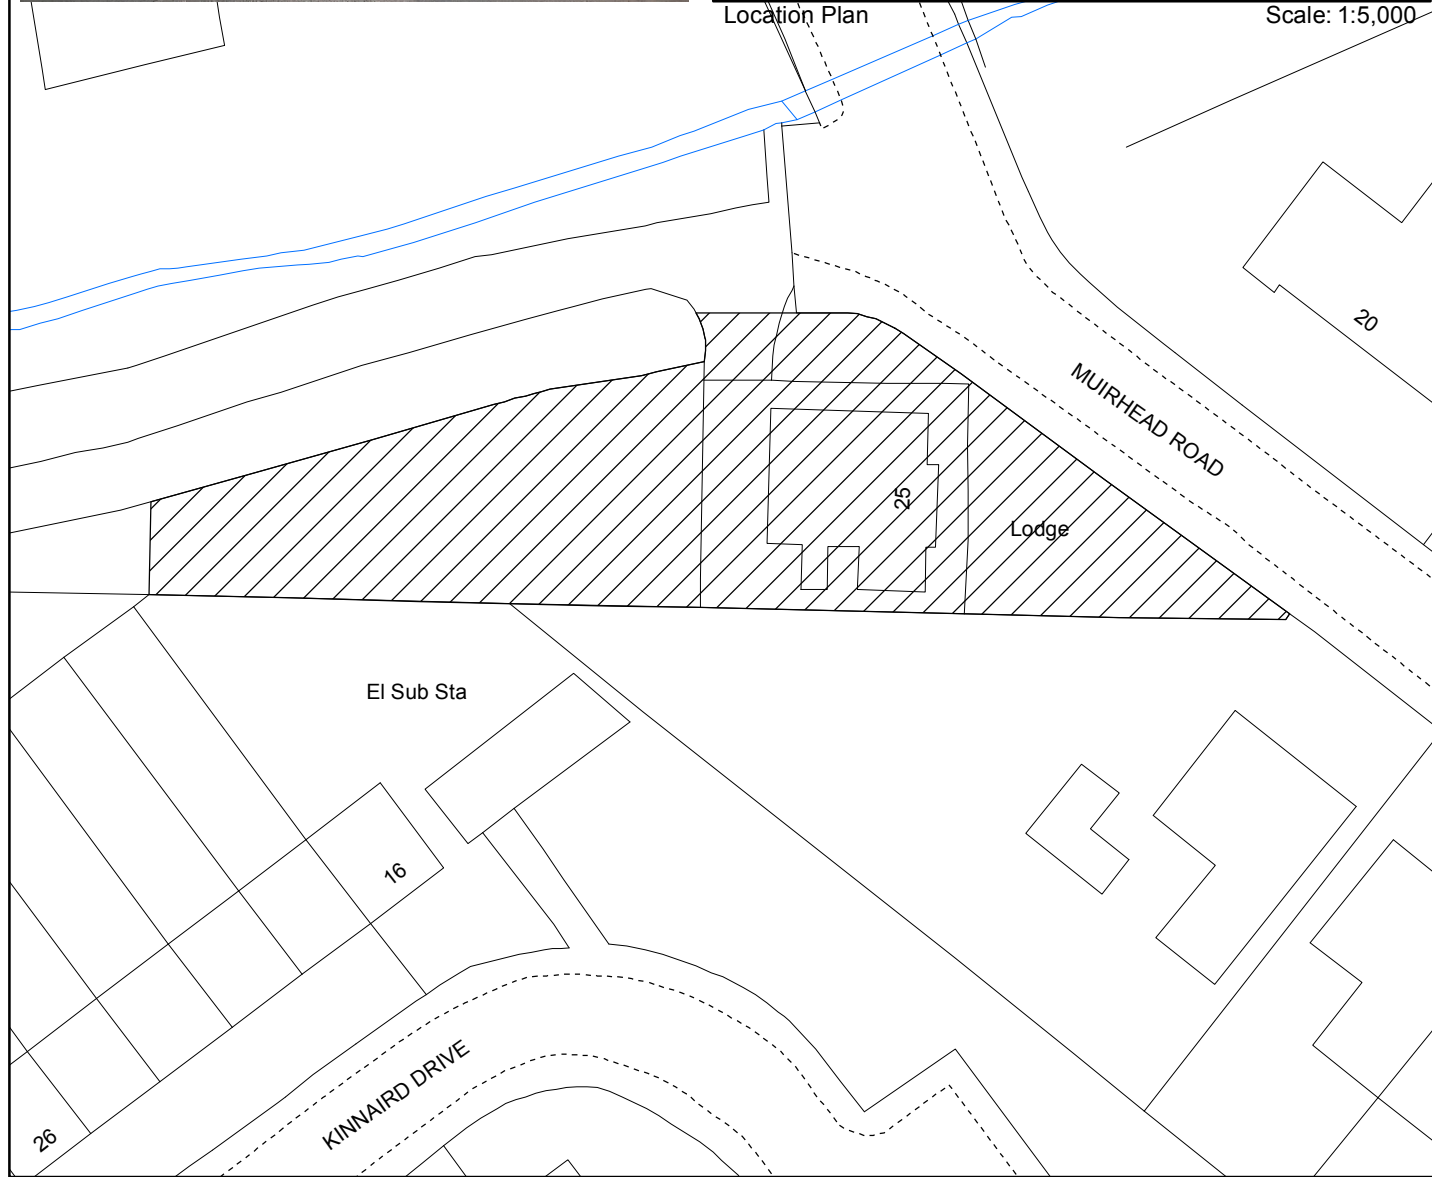 Location Plan
Scale: 1:5,000
20
MUIRHEAD ROAD
25
Lodge
El Sub Sta
16
KINNAIRD DRIVE
26